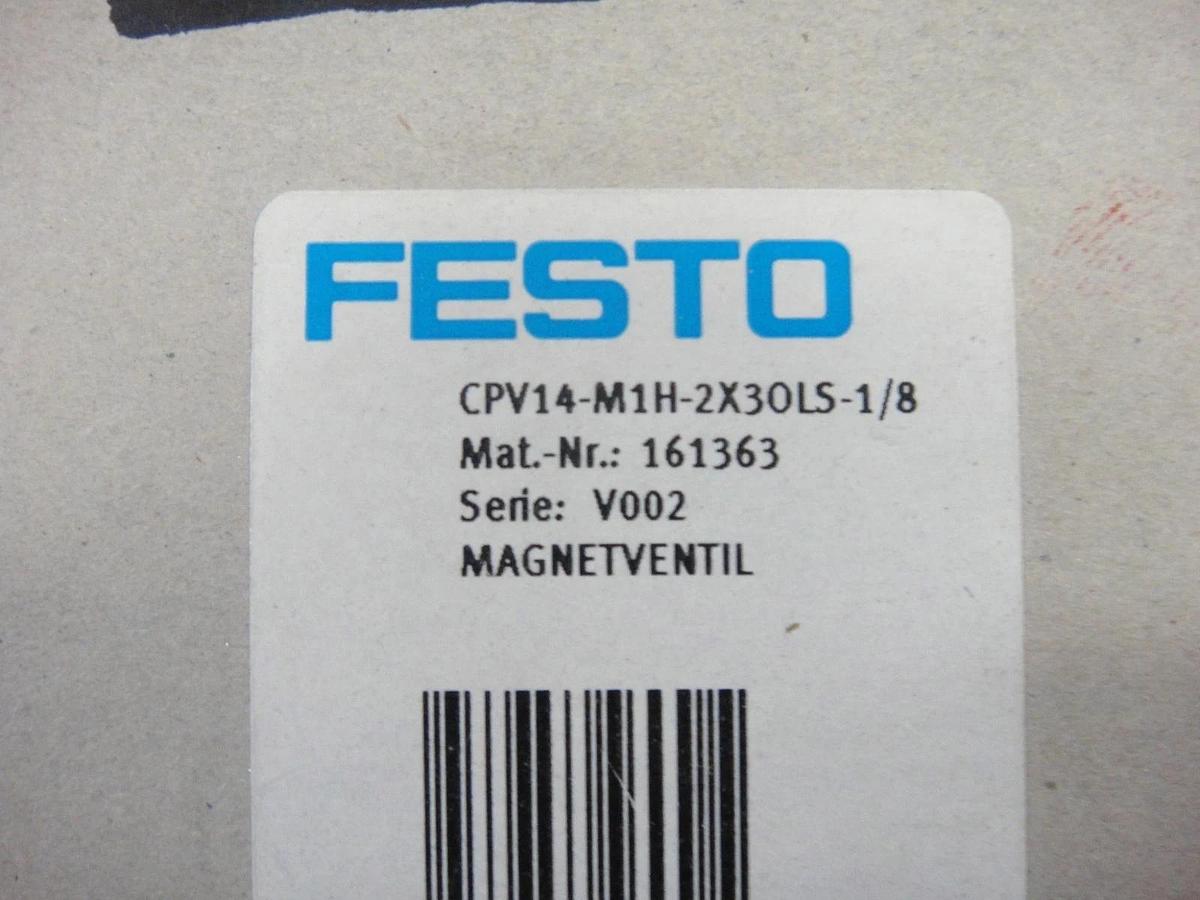 FESTO
CPV14-M1H-2X3OLS-1/8
Mat.-Nr.: 161363
Serie: V002
MAGNETVENTIL